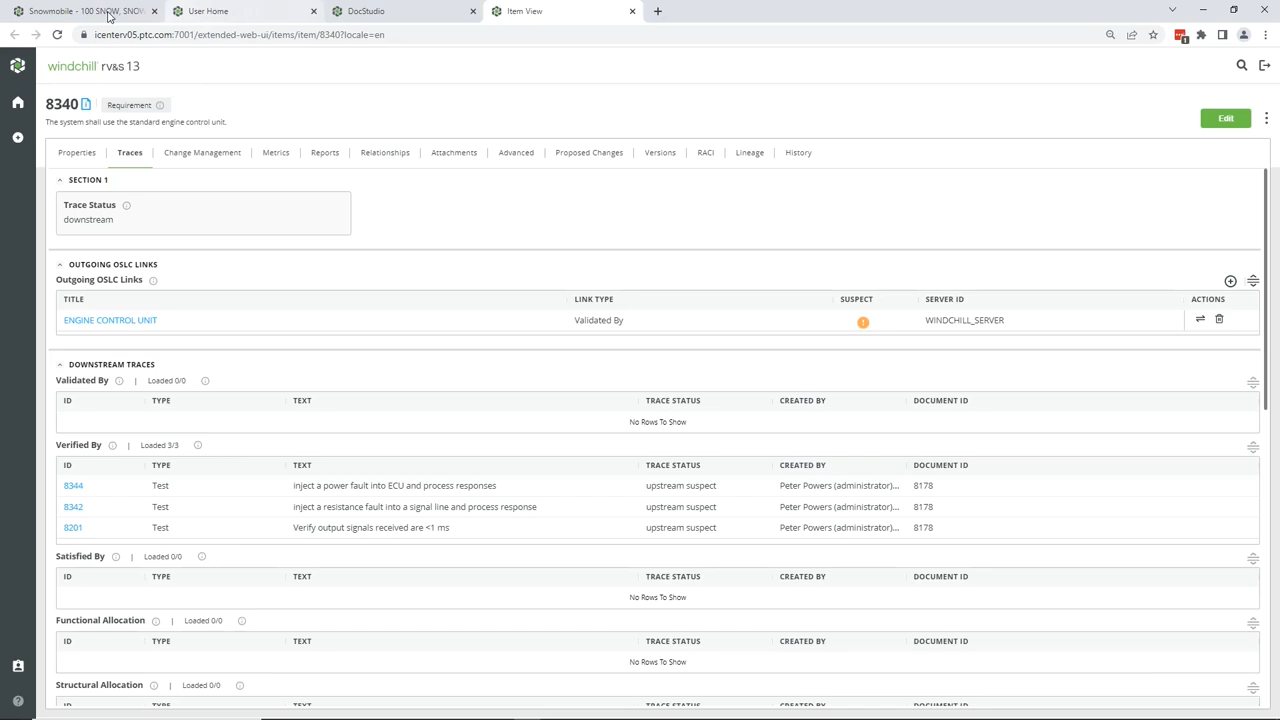 Snowmobile - 100 SNOW, SNOW
User Home
DocStudio
Item View
icenterv05.ptc.com:7001/extended-web-ui/items/item/8340?locale=en
1
windchill rv&s 13
8340
Requirement
The system shall use the standard engine control unit.
Edit
Properties
Traces
Change Management
Metrics
Reports
Relationships
Attachments
Advanced
Proposed Changes
Versions
RACI
Lineage
History
SECTION 1
Trace Status
downstream
OUTGOING OSLC LINKS
Outgoing OSLC Links
TITLE LINK TYPE SUSPECT SERVER ID ACTIONS
ENGINE CONTROL UNIT Validated By WINDCHILL_SERVER
DOWNSTREAM TRACES
Validated By | Loaded 0/0
ID TYPE TEXT TRACE STATUS CREATED BY DOCUMENT ID
No Rows To Show
Verified By | Loaded 3/3
ID TYPE TEXT TRACE STATUS CREATED BY DOCUMENT ID
8344 Test inject a power fault into ECU and process responses upstream suspect Peter Powers (administrator)... 8178
8342 Test inject a resistance fault into a signal line and process response upstream suspect Peter Powers (administrator)... 8178
8201 Test Verify output signals received are <1 ms upstream suspect Peter Powers (administrator)... 8178
Satisfied By | Loaded 0/0
ID TYPE TEXT TRACE STATUS CREATED BY DOCUMENT ID
No Rows To Show
Functional Allocation | Loaded 0/0
ID TYPE TEXT TRACE STATUS CREATED BY DOCUMENT ID
No Rows To Show
Structural Allocation | Loaded 0/0